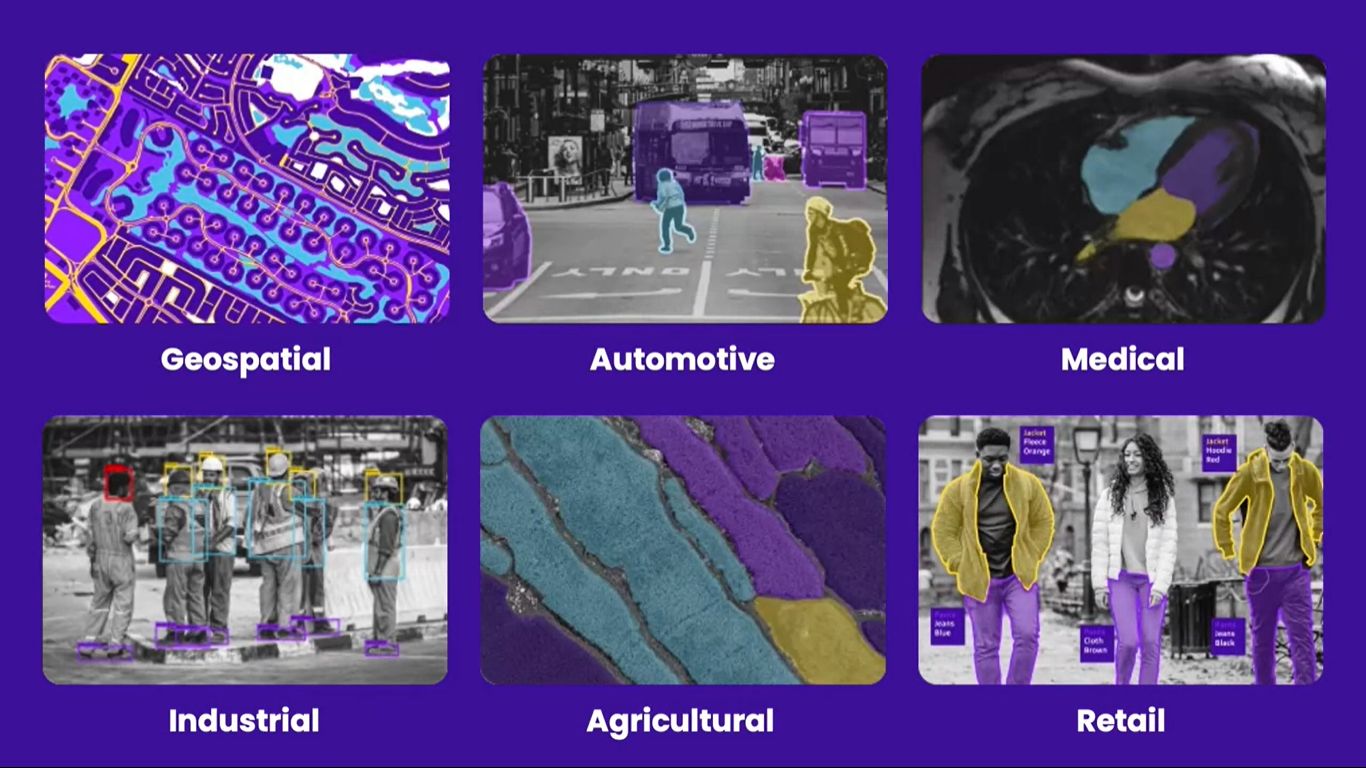 ONLY
Geospatial
Automotive
Medical
Jacket
Fleece
Orange
Jacket
Hoodie
Red
Pants
Jeans
Blue
Pants
Cloth
Brown
Pants
Jeans
Black
Industrial
Agricultural
Retail